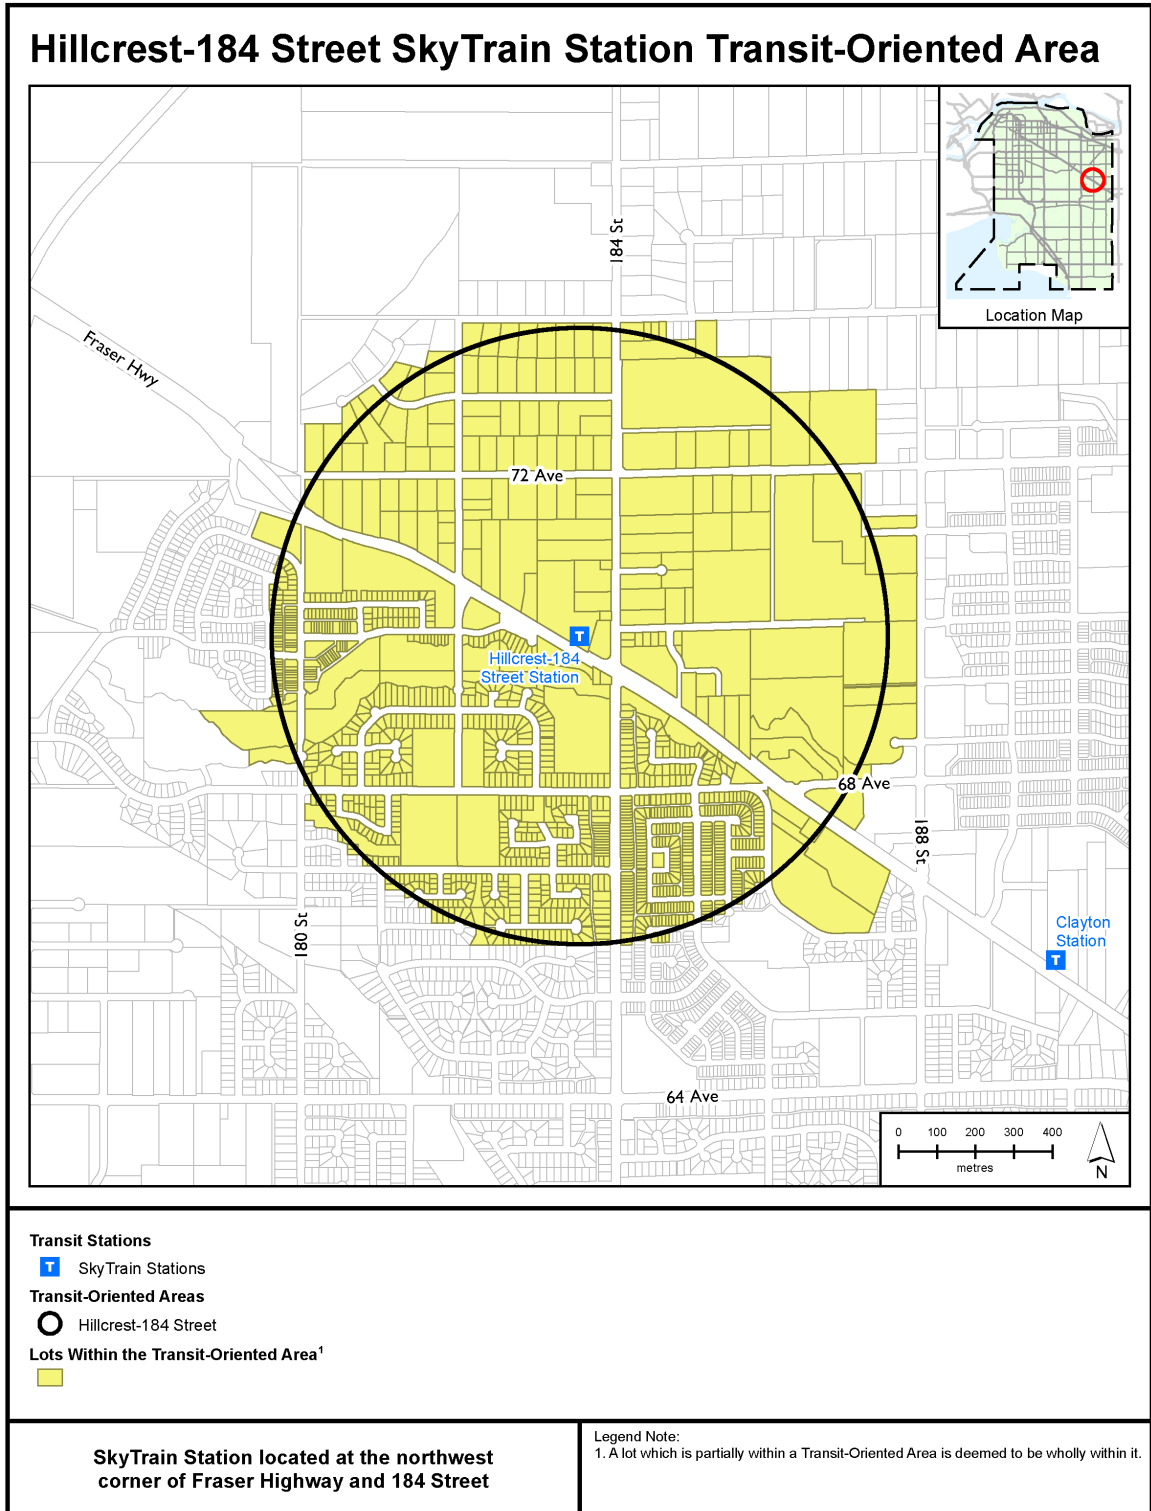 Hillcrest-184 Street SkyTrain Station Transit-Oriented Area
184 St
Location Map
Fraser Hwy
72 Ave
T
Hillcrest-184
Street Station
68 Ave
188 St
180 St
Clayton
Station
T
64 Ave
0 100 200 300 400
metres
N
Transit Stations
T SkyTrain Stations
Transit-Oriented Areas
Hillcrest-184 Street
Lots Within the Transit-Oriented Area1
SkyTrain Station located at the northwest
corner of Fraser Highway and 184 Street
Legend Note:
1. A lot which is partially within a Transit-Oriented Area is deemed to be wholly within it.